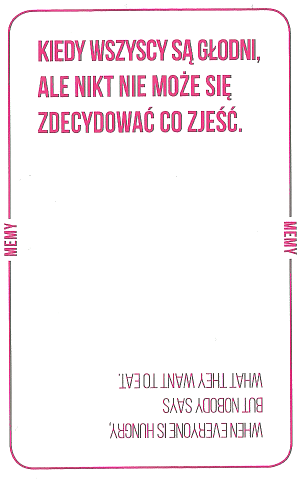 KIEDY WSZYSCY SĄ GŁODNI,
ALE NIKT NIE MOŻE SIĘ
ZDECYDOWAĆ CO ZJEŚĆ.
MEMY
MEMY
WHEN EVERYONE IS HUNGRY,
BUT NOBODY SAYS
WHAT THEY WANT TO EAT.